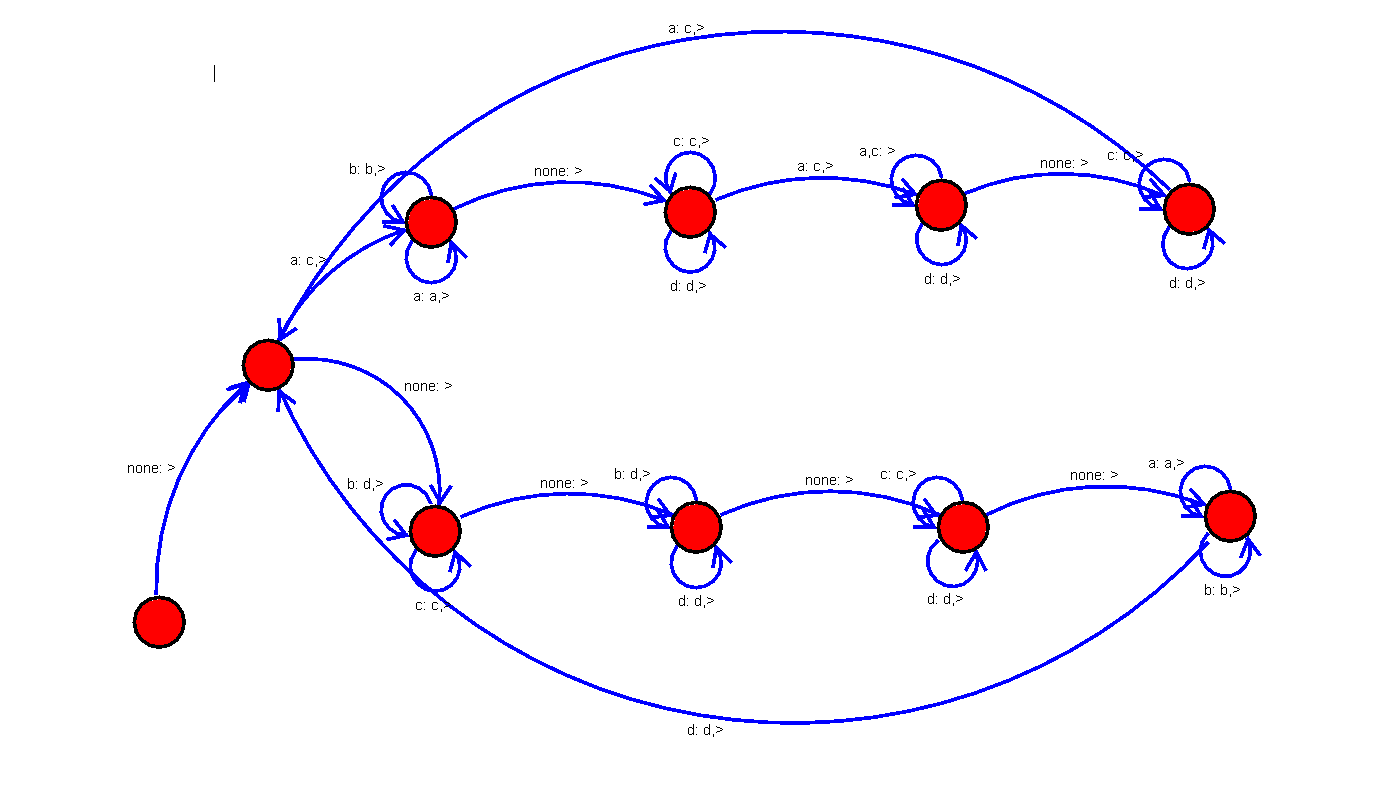 a: c,>
c: c,>
a,c: >
c: c,>
none: >
a: c,>
none: >
b: b,>
a: c,>
d: d,>
d: d,>
d: d,>
a: a,>
none: >
none: >
b: d,>
none: >
b: d,>
none: >
c: c,>
none: >
a: a,>
c: c,>
d: d,>
d: d,>
b: b,>
d: d,>